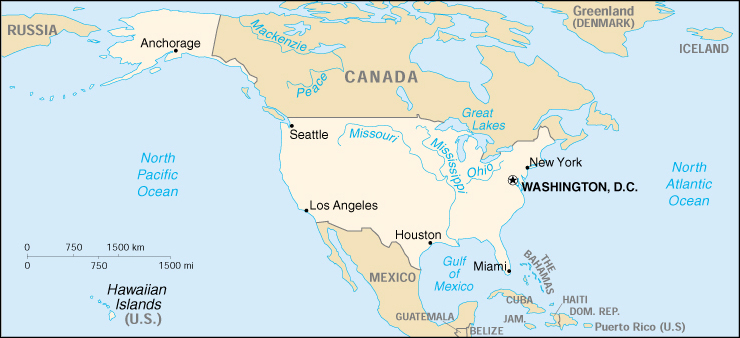 Greenland
(DENMARK)
RUSSIA
Mackenzie
Anchorage
ICELAND
CANADA
Peace
Great
Lakes
Seattle
Missouri
Mississippi
Ohio
New York
North
Pacific
Ocean
North
Atlantic
Ocean
WASHINGTON, D.C.
Los Angeles
Houston
0 750 1500 km
0 750 1500 mi
Gulf
of
Mexico
Miami
THE
BAHAMAS
MEXICO
Hawaiian
Islands
(U.S.)
CUBA
HAITI
DOM. REP.
JAM.
GUATEMALA
BELIZE
Puerto Rico (U.S.)